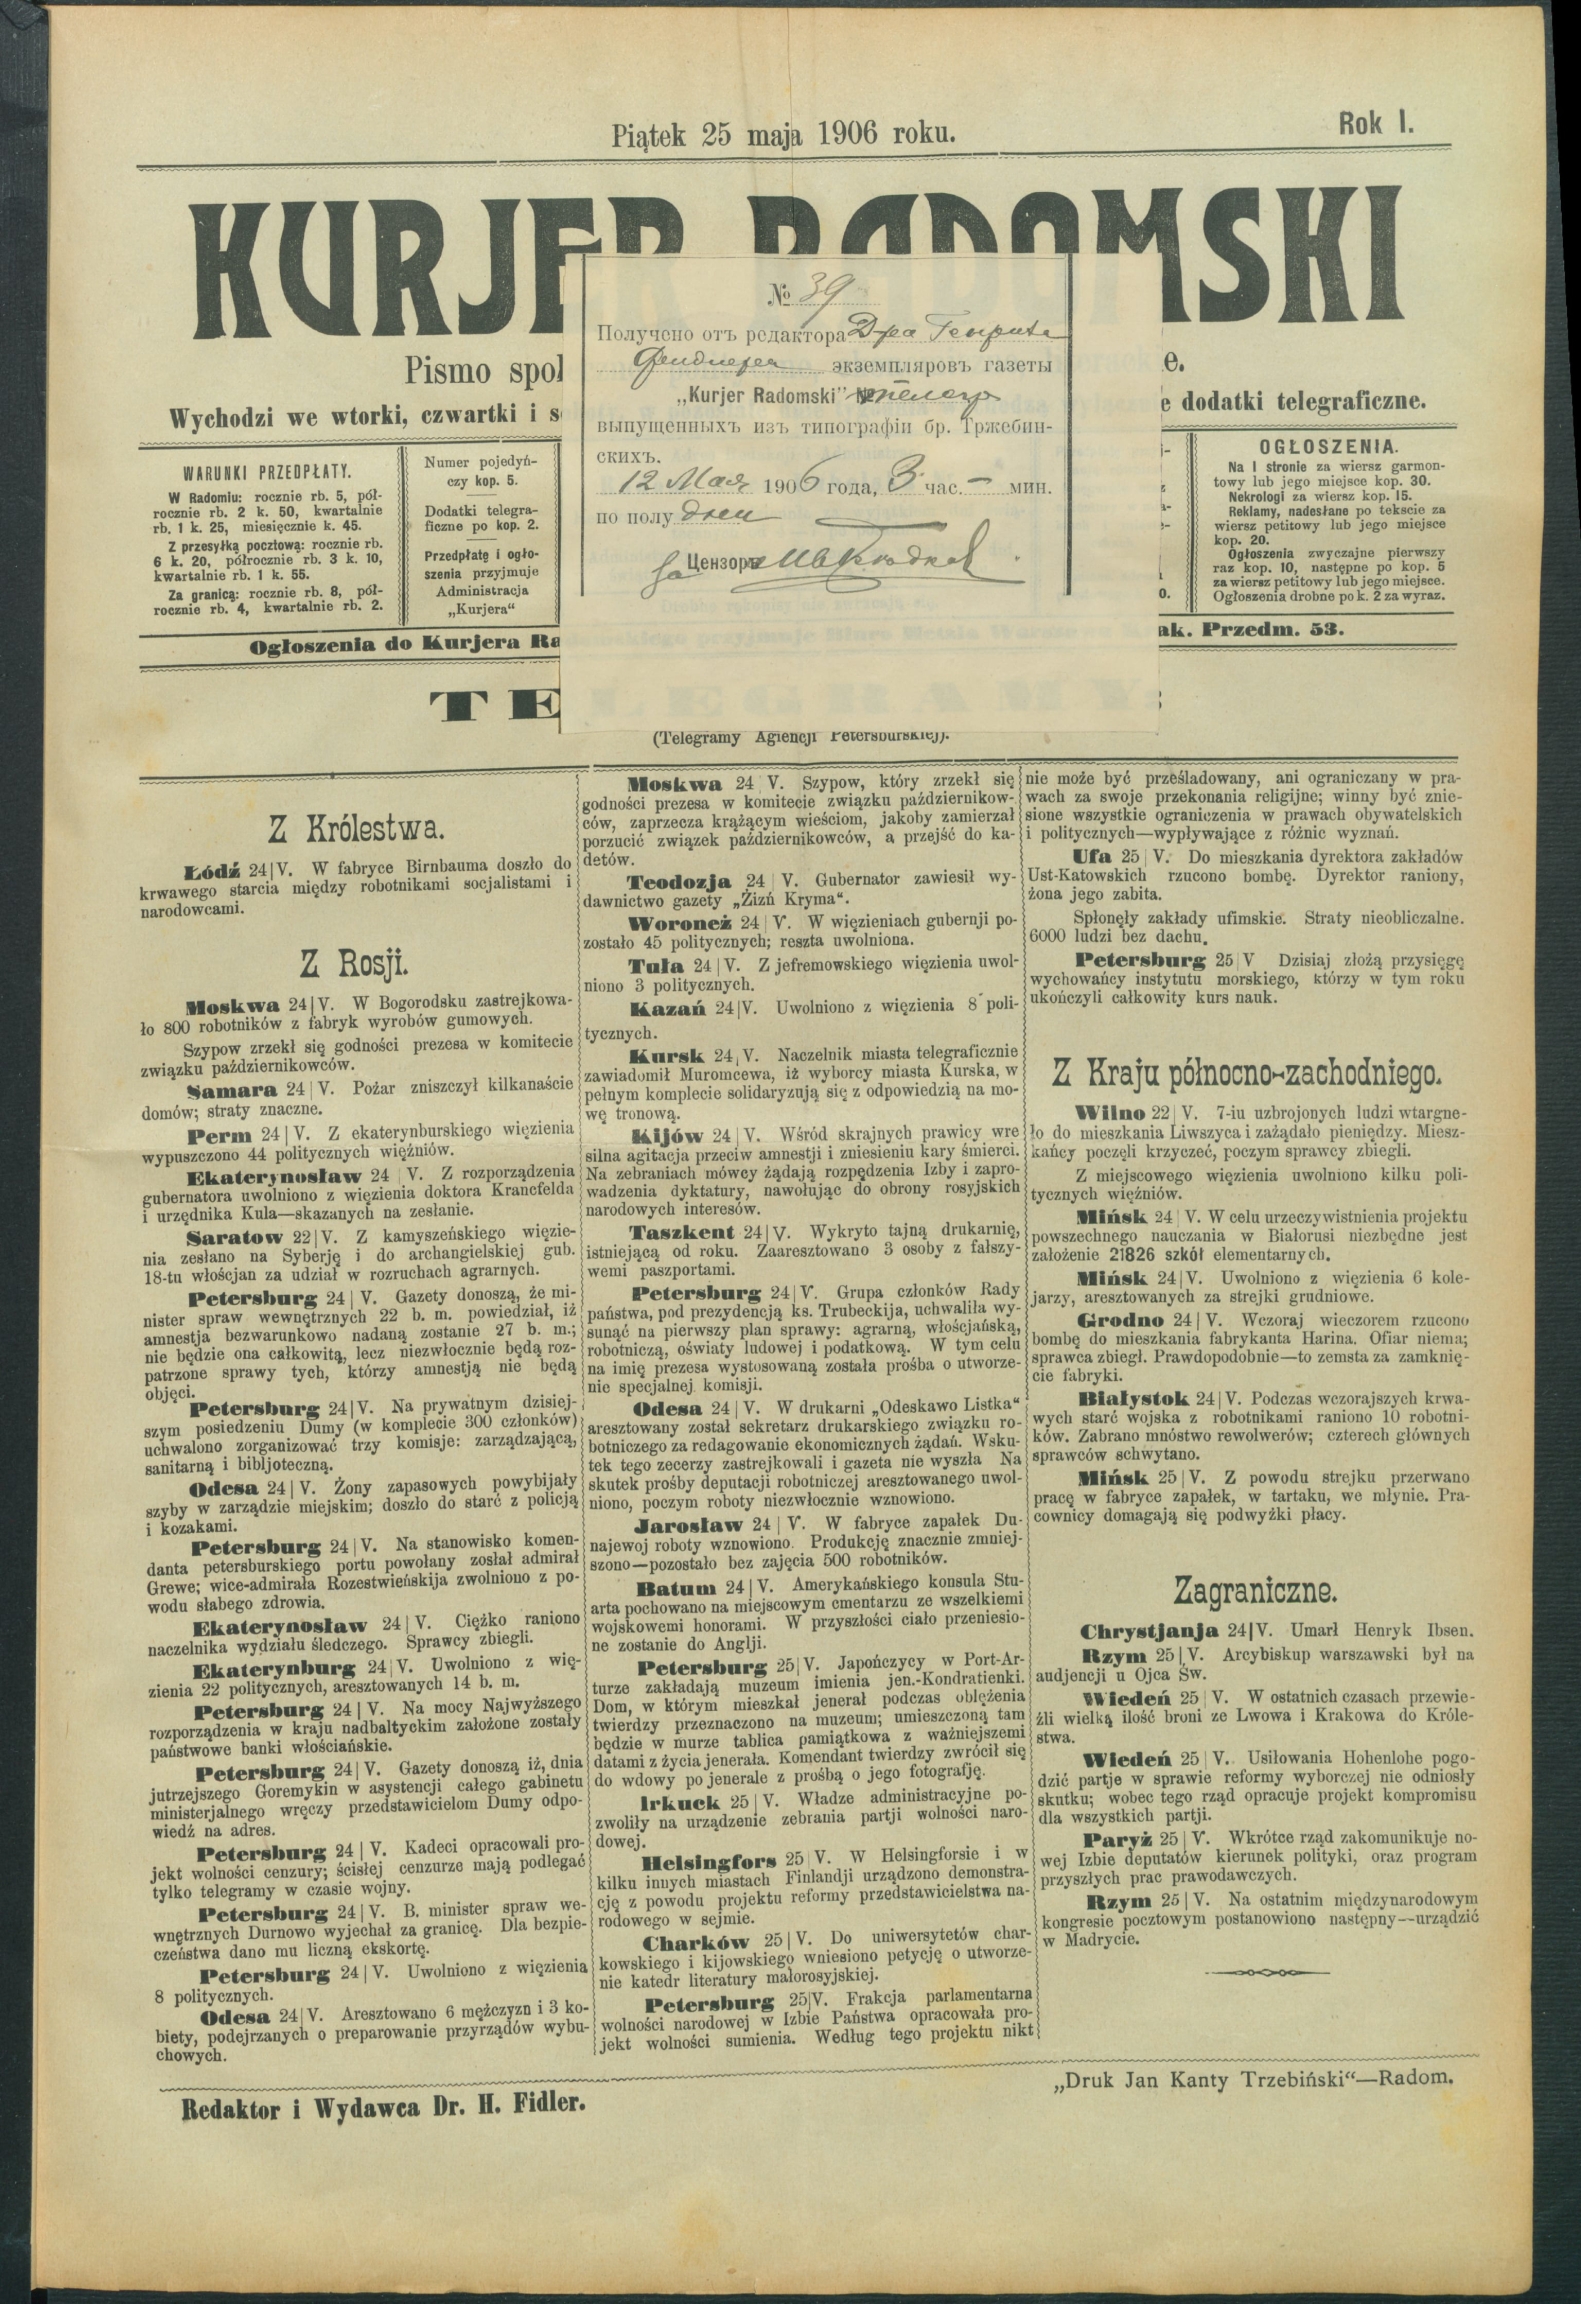 Piątek 25 maja 1906 roku.
Rok I.
KURJER RADOMSKI
Pismo społ
e.
Wychodzi we wtorki, czwartki i s
e dodatki telegraficzne.
WARUNKI PRZEDPŁATY.
W Radomiu: rocznie rb. 5, pół-
rocznie rb. 2 k. 50, kwartalnie
rb. 1 k. 25, miesięcznie k. 45.
Z przesyłką pocztową: rocznie rb.
6 k. 20, półrocznie rb. 3 k. 10,
kwartalnie rb. 1 k. 55.
Za granicą: rocznie rb. 8, pół-
rocznie rb. 4, kwartalnie rb. 2.
Numer pojedyń-
czy kop. 5.
Dodatki telegra-
ficzne po kop. 2.
Przedpłatę i ogło-
szenia przyjmuje
Administracja
„Kurjera“
№ 39
Получено отъ редактора Д-ра Генриха
Фендлера экземпляровъ газеты
„Kurjer Radomski“ № телегр
выпущенныхъ изъ типографіи бр. Тржебин-
скихъ.
12 Мая 1906 года, 3 час. — мин.
по полу дни
За Цензоръ
OGŁOSZENIA.
Na I stronie za wiersz garmon-
towy lub jego miejsce kop. 30.
Nekrologi za wiersz kop. 15.
Reklamy, nadesłane po tekscie za
wiersz petitowy lub jego miejsce
kop. 20.
Ogłoszenia zwyczajne pierwszy
raz kop. 10, następne po kop. 5
za wiersz petitowy lub jego miejsce.
Ogłoszenia drobne po k. 2 za wyraz.
Ogłoszenia do Kurjera Ra
ak. Przedm. 53.
TELEGRAMY:
(Telegramy Agiencji Petersburskiej).
Z Królestwa.
Łódź 24|V. W fabryce Birnbauma doszło do
krwawego starcia między robotnikami socjalistami i
narodowcami.
Z Rosji.
Moskwa 24|V. W Bogorodsku zastrejkowa-
ło 800 robotników z fabryk wyrobów gumowych.
Szypow zrzekł się godności prezesa w komitecie
związku październikowców.
Samara 24|V. Pożar zniszczył kilkanaście
domów; straty znaczne.
Perm 24|V. Z ekaterynburskiego więzienia
wypuszczono 44 politycznych więźniów.
Ekaterynosław 24|V. Z rozporządzenia
gubernatora uwolniono z więzienia doktora Krancfelda
i urzędnika Kula—skazanych na zesłanie.
Saratow 22|V. Z kamyszeńskiego więzie-
nia zesłano na Syberję i do archangielskiej gub.
18-tu włoścjan za udział w rozruchach agrarnych.
Petersburg 24|V. Gazety donoszą, że mi-
nister spraw wewnętrznych 22 b. m. powiedział, iż
amnestja bezwarunkowo nadaną zostanie 27 b. m.;
nie będzie ona całkowitą, lecz niezwłocznie będą roz-
patrzone sprawy tych, którzy amnestją nie będą
objęci.
Petersburg 24|V. Na prywatnym dzisiej-
szym posiedzeniu Dumy (w komplecie 300 członków)
uchwalono zorganizować trzy komisje: zarządzającą,
sanitarną i bibljoteczną.
Odesa 24|V. Żony zapasowych powybijały
szyby w zarządzie miejskim; doszło do starć z policją
i kozakami.
Petersburg 24|V. Na stanowisko komen-
danta petersburskiego portu powołany został admirał
Grewe; wice-admirała Rozestwieńskija zwolniono z po-
wodu słabego zdrowia.
Ekaterynosław 24|V. Ciężko raniono
naczelnika wydziału śledczego. Sprawcy zbiegli.
Ekaterynburg 24|V. Uwolniono z wię-
zienia 22 politycznych, aresztowanych 14 b. m.
Petersburg 24|V. Na mocy Najwyższego
rozporządzenia w kraju nadbałtyckim założone zostały
państwowe banki włościańskie.
Petersburg 24|V. Gazety donoszą iż, dnia
jutrzejszego Goremykin w asystencji całego gabinetu
ministerjalnego wręczy przedstawicielom Dumy odpo-
wiedź na adres.
Petersburg 24|V. Kadeci opracowali pro-
jekt wolności cenzury; ścisłej cenzurze mają podlegać
tylko telegramy w czasie wojny.
Petersburg 24|V. B. minister spraw we-
wnętrznych Durnowo wyjechał za granicę. Dla bezpie-
czeństwa dano mu liczną ekskortę.
Petersburg 24|V. Uwolniono z więzienia
8 politycznych.
Odesa 24|V. Aresztowano 6 mężczyzn i 3 ko-
biety, podejrzanych o preparowanie przyrządów wybu-
chowych.
Moskwa 24|V. Szypow, który zrzekł się
godności prezesa w komitecie związku październikow-
ców, zaprzecza krążącym wieściom, jakoby zamierzał
porzucić związek październikowców, a przejść do ka-
detów.
Teodozja 24|V. Gubernator zawiesił wy-
dawnictwo gazety „Żizń Kryma“.
Woroneż 24|V. W więzieniach gubernji po-
zostało 45 politycznych; reszta uwolniona.
Tuła 24|V. Z jefremowskiego więzienia uwol-
niono 3 politycznych.
Kazań 24|V. Uwolniono z więzienia 8 poli-
tycznych.
Kursk 24|V. Naczelnik miasta telegraficznie
zawiadomił Muromcewa, iż wyborcy miasta Kurska, w
pełnym komplecie solidaryzują się z odpowiedzią na mo-
wę tronową.
Kijów 24|V. Wśród skrajnych prawicy wre
silna agitacja przeciw amnestji i zniesieniu kary śmierci.
Na zebraniach mówcy żądają rozpędzenia Izby i zapro-
wadzenia dyktatury, nawołując do obrony rosyjskich
narodowych interesów.
Taszkent 24|V. Wykryto tajną drukarnię,
istniejącą od roku. Zaaresztowano 3 osoby z fałszy-
wemi paszportami.
Petersburg 24|V. Grupa członków Rady
państwa, pod prezydencją ks. Trubeckija, uchwaliła wy-
sunąć na pierwszy plan sprawy: agrarną, włoścjańską,
robotniczą, oświaty ludowej i podatkową. W tym celu
na imię prezesa wystosowaną została prośba o utworze-
nie specjalnej komisji.
Odesa 24|V. W drukarni „Odeskawo Listka“
aresztowany został sekretarz drukarskiego związku ro-
botniczego za redagowanie ekonomicznych żądań. Wsku-
tek tego zecerzy zastrejkowali i gazeta nie wyszła Na
skutek prośby deputacji robotniczej aresztowanego uwol-
niono, poczym roboty niezwłocznie wznowiono.
Jarosław 24|V. W fabryce zapałek Du-
najewoj roboty wznowiono. Produkcję znacznie zmniej-
szono—pozostało bez zajęcia 500 robotników.
Batum 24|V. Amerykańskiego konsula Stu-
arta pochowano na miejscowym cmentarzu ze wszelkiemi
wojskowemi honorami. W przyszłości ciało przeniesio-
ne zostanie do Anglji.
Petersburg 25|V. Japończycy w Port-Ar-
turze zakładają muzeum imienia jen.-Kondratienki.
Dom, w którym mieszkał jenerał podczas oblężenia
twierdzy przeznaczono na muzeum; umieszczoną tam
będzie w murze tablica pamiątkowa z ważniejszemi
datami z życia jenerała. Komendant twierdzy zwrócił się
do wdowy po jenerale z prośbą o jego fotografję.
Irkuck 25|V. Władze administracyjne po-
zwoliły na urządzenie zebrania partji wolności naro-
dowej.
Helsingfors 25|V. W Helsingforsie i w
kilku innych miastach Finlandji urządzono demonstra-
cję z powodu projektu reformy przedstawicielstwa na-
rodowego w sejmie.
Charków 25|V. Do uniwersytetów char-
kowskiego i kijowskiego wniesiono petycję o utworze-
nie katedr literatury małorosyjskiej.
Petersburg 25|V. Frakcja parlamentarna
wolności narodowej w Izbie Państwa opracowała pro-
jekt wolności sumienia. Według tego projektu nikt
nie może być prześladowany, ani ograniczany w pra-
wach za swoje przekonania religijne; winny być znie-
sione wszystkie ograniczenia w prawach obywatelskich
i politycznych—wypływające z różnic wyznań.
Ufa 25|V. Do mieszkania dyrektora zakładów
Ust-Katowskich rzucono bombę. Dyrektor raniony,
żona jego zabita.
Spłonęły zakłady ufimskie. Straty nieobliczalne.
6000 ludzi bez dachu.
Petersburg 25|V Dzisiaj złożą przysięgę
wychowańcy instytutu morskiego, którzy w tym roku
ukończyli całkowity kurs nauk.
Z Kraju północno-zachodniego.
Wilno 22|V. 7-iu uzbrojonych ludzi wtargne-
ło do mieszkania Liwszyca i zażądało pieniędzy. Miesz-
kańcy poczęli krzyczeć, poczym sprawcy zbiegli.
Z miejscowego więzienia uwolniono kilku poli-
tycznych więźniów.
Mińsk 24|V. W celu urzeczywistnienia projektu
powszechnego nauczania w Białorusi niezbędne jest
założenie 21826 szkół elementarnych.
Mińsk 24|V. Uwolniono z więzienia 6 kole-
jarzy, aresztowanych za strejki grudniowe.
Grodno 24|V. Wczoraj wieczorem rzucono
bombę do mieszkania fabrykanta Harina. Ofiar niema;
sprawca zbiegł. Prawdopodobnie—to zemsta za zamknię-
cie fabryki.
Białystok 24|V. Podczas wczorajszych krwa-
wych starć wojska z robotnikami raniono 10 robotni-
ków. Zabrano mnóstwo rewolwerów; czterech głównych
sprawców schwytano.
Mińsk 25|V. Z powodu strejku przerwano
pracę w fabryce zapałek, w tartaku, we młynie. Pra-
cownicy domagają się podwyżki płacy.
Zagraniczne.
Chrystjanja 24|V. Umarł Henryk Ibsen.
Rzym 25|V. Arcybiskup warszawski był na
audjencji u Ojca Św.
Wiedeń 25|V. W ostatnich czasach przewie-
źli wielką ilość broni ze Lwowa i Krakowa do Króle-
stwa.
Wiedeń 25|V. Usiłowania Hohenlohe pogo-
dzić partje w sprawie reformy wyborczej nie odniosły
skutku; wobec tego rząd opracuje projekt kompromisu
dla wszystkich partji.
Paryż 25|V. Wkrótce rząd zakomunikuje no-
wej Izbie deputatów kierunek polityki, oraz program
przyszłych prac prawodawczych.
Rzym 25|V. Na ostatnim międzynarodowym
kongresie pocztowym postanowiono następny—urządzić
w Madrycie.
Redaktor i Wydawca Dr. H. Fidler.
„Druk Jan Kanty Trzebiński“—Radom.